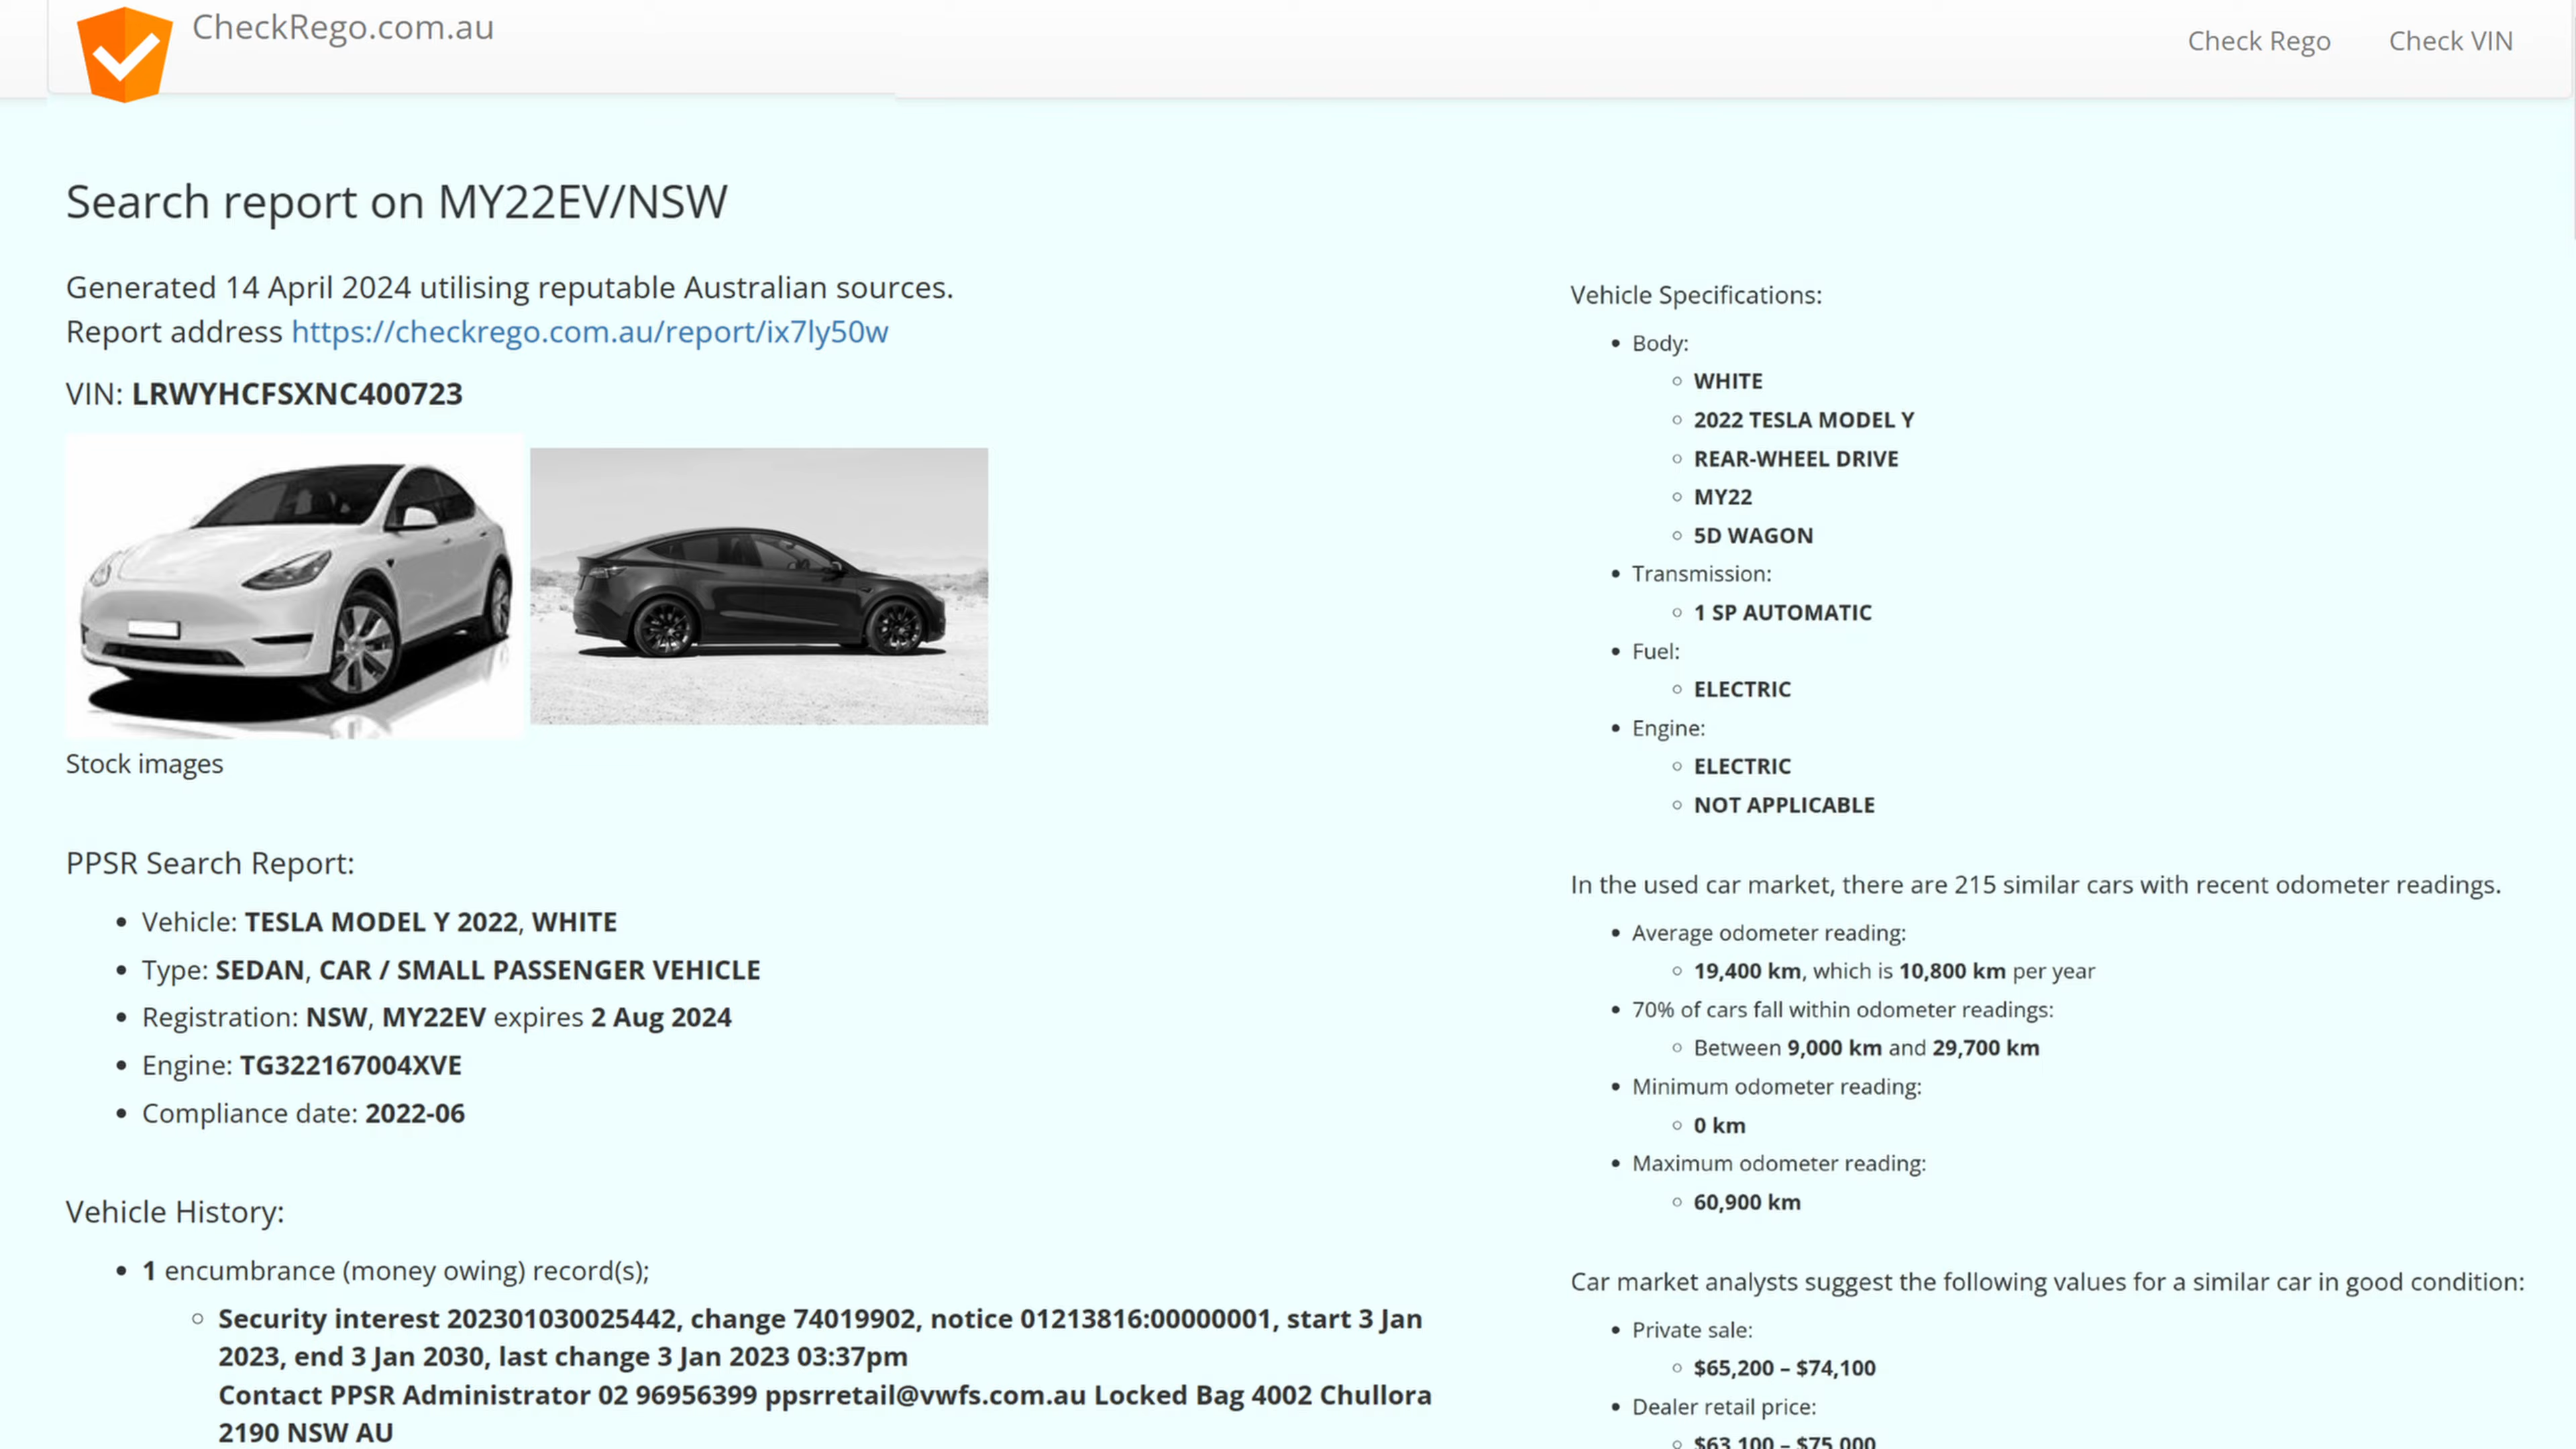 CheckRego.com.au
Check Rego
Check VIN
Search report on MY22EV/NSW
Generated 14 April 2024 utilising reputable Australian sources.
Report address https://checkrego.com.au/report/ix7ly50w
VIN: LRWYHCFSXNC400723
Stock images
PPSR Search Report:
• Vehicle: TESLA MODEL Y 2022, WHITE
• Type: SEDAN, CAR / SMALL PASSENGER VEHICLE
• Registration: NSW, MY22EV expires 2 Aug 2024
• Engine: TG322167004XVE
• Compliance date: 2022-06
Vehicle History:
• 1 encumbrance (money owing) record(s);
○ Security interest 202301030025442, change 74019902, notice 01213816:00000001, start 3 Jan
2023, end 3 Jan 2030, last change 3 Jan 2023 03:37pm
Contact PPSR Administrator 02 96956399 ppsrretail@vwfs.com.au Locked Bag 4002 Chullora
2190 NSW AU
Vehicle Specifications:
• Body:
○ WHITE
○ 2022 TESLA MODEL Y
○ REAR-WHEEL DRIVE
○ MY22
○ 5D WAGON
• Transmission:
○ 1 SP AUTOMATIC
• Fuel:
○ ELECTRIC
• Engine:
○ ELECTRIC
○ NOT APPLICABLE
In the used car market, there are 215 similar cars with recent odometer readings.
• Average odometer reading:
○ 19,400 km, which is 10,800 km per year
• 70% of cars fall within odometer readings:
○ Between 9,000 km and 29,700 km
• Minimum odometer reading:
○ 0 km
• Maximum odometer reading:
○ 60,900 km
Car market analysts suggest the following values for a similar car in good condition:
• Private sale:
○ $65,200 – $74,100
• Dealer retail price:
○ $63,100 – $75,000